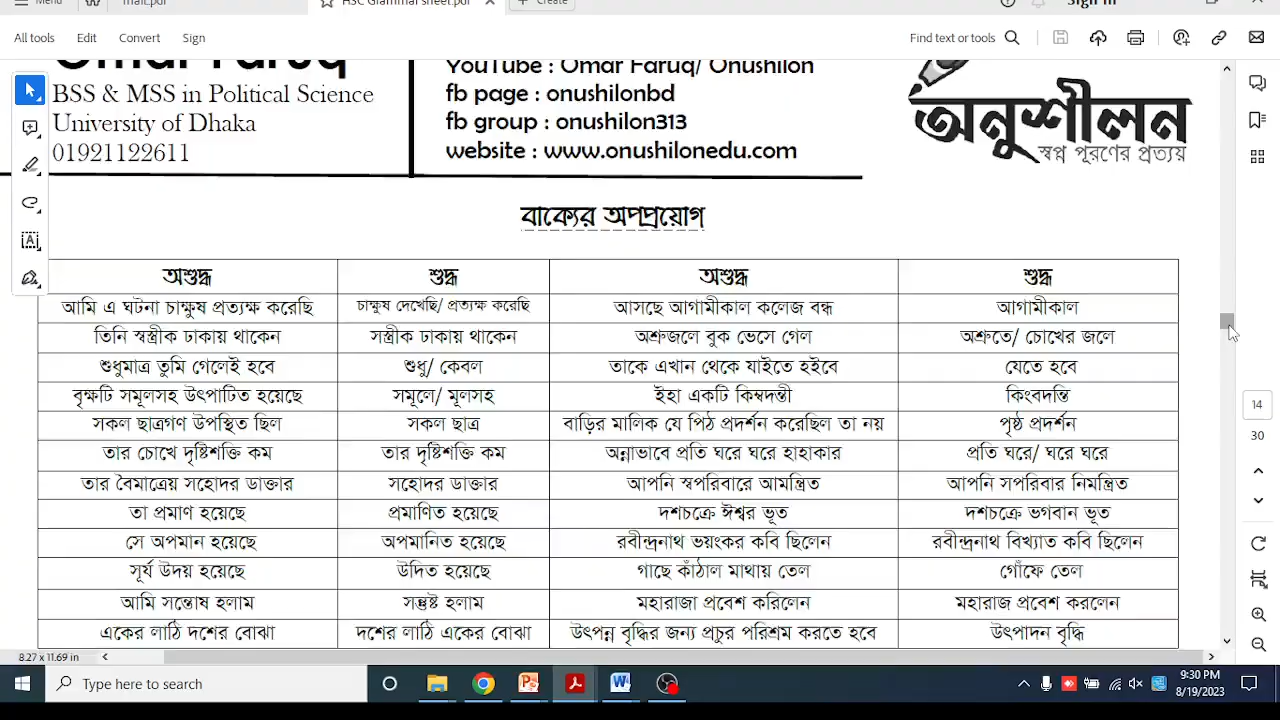 Menu mail.pdf HSC Grammar sheet.pdf × + Create Sign in
All tools Edit Convert Sign Find text or tools
Omar Faruq
BSS & MSS in Political Science
University of Dhaka
01921122611
YouTube : Omar Faruq/ Onushilon
fb page : onushilonbd
fb group : onushilon313
website : www.onushilonedu.com
অনুশীলন
স্বপ্ন পূরণের প্রত্যয়
বাক্যের অপপ্রয়োগ
অশুদ্ধ শুদ্ধ অশুদ্ধ শুদ্ধ
আমি এ ঘটনা চাক্ষুষ প্রত্যক্ষ করেছি চাক্ষুষ দেখেছি/ প্রত্যক্ষ করেছি আসছে আগামীকাল কলেজ বন্ধ আগামীকাল
তিনি স্বস্ত্রীক ঢাকায় থাকেন সস্ত্রীক ঢাকায় থাকেন অশ্রুজলে বুক ভেসে গেল অশ্রুতে/ চোখের জলে
শুধুমাত্র তুমি গেলেই হবে শুধু/ কেবল তাকে এখান থেকে যাইতে হইবে যেতে হবে
বৃক্ষটি সমূলসহ উৎপাটিত হয়েছে সমূলে/ মূলসহ ইহা একটি কিম্বদন্তী কিংবদন্তি
সকল ছাত্রগণ উপস্থিত ছিল সকল ছাত্র বাড়ির মালিক যে পিঠ প্রদর্শন করেছিল তা নয় পৃষ্ঠ প্রদর্শন
তার চোখে দৃষ্টিশক্তি কম তার দৃষ্টিশক্তি কম অন্নাভাবে প্রতি ঘরে ঘরে হাহাকার প্রতি ঘরে/ ঘরে ঘরে
তার বৈমাত্রেয় সহোদর ডাক্তার সহোদর ডাক্তার আপনি স্বপরিবারে আমন্ত্রিত আপনি সপরিবার নিমন্ত্রিত
তা প্রমাণ হয়েছে প্রমাণিত হয়েছে দশচক্রে ঈশ্বর ভূত দশচক্রে ভগবান ভূত
সে অপমান হয়েছে অপমানিত হয়েছে রবীন্দ্রনাথ ভয়ংকর কবি ছিলেন রবীন্দ্রনাথ বিখ্যাত কবি ছিলেন
সূর্য উদয় হয়েছে উদিত হয়েছে গাছে কাঁঠাল মাথায় তেল গোঁফে তেল
আমি সন্তোষ হলাম সন্তুষ্ট হলাম মহারাজা প্রবেশ করিলেন মহারাজ প্রবেশ করলেন
একের লাঠি দশের বোঝা দশের লাঠি একের বোঝা উৎপন্ন বৃদ্ধির জন্য প্রচুর পরিশ্রম করতে হবে উৎপাদন বৃদ্ধি
14
30
8.27 x 11.69 in
Type here to search
9:30 PM
8/19/2023